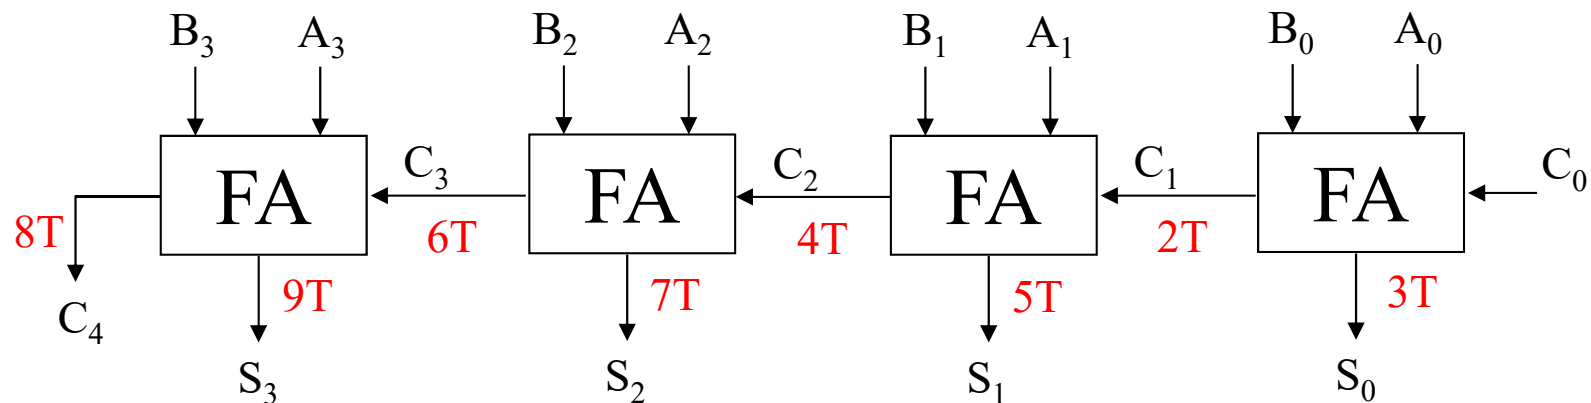 B₃ A₃ B₂ A₂ B₁ A₁ B₀ A₀
FA C₃ FA C₂ FA C₁ FA C₀
8T 6T 4T 2T
C₄ 9T 7T 5T 3T
S₃ S₂ S₁ S₀